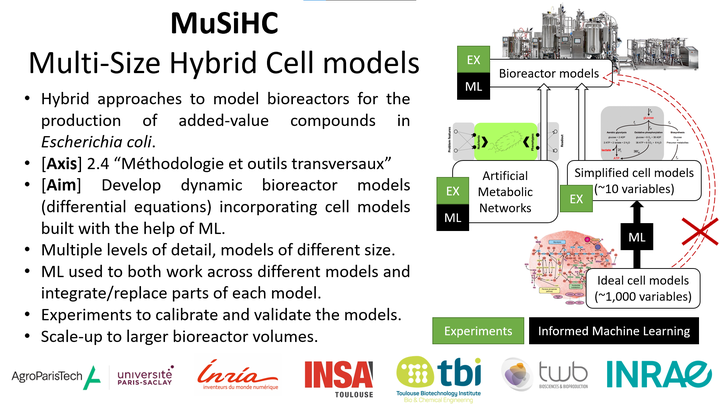 MuSiHC
Multi-Size Hybrid Cell models
• Hybrid approaches to model bioreactors for the
production of added-value compounds in
Escherichia coli.
• [Axis] 2.4 “Méthodologie et outils transversaux”
• [Aim] Develop dynamic bioreactor models
(differential equations) incorporating cell models
built with the help of ML.
• Multiple levels of detail, models of different size.
• ML used to both work across different models and
integrate/replace parts of each model.
• Experiments to calibrate and validate the models.
• Scale-up to larger bioreactor volumes.
EX
ML
Bioreactor models
Artificial
Metabolic
Networks
EX
ML
Simplified cell models
(~10 variables)
EX
ML
Ideal cell models
(~1,000 variables)
Experiments
Informed Machine Learning
AgroParisTech
université
PARIS-SACLAY
Inria
inventeurs du monde numérique
INSA
TOULOUSE
tbi
Toulouse Biotechnology Institute
Bio & Chemical Engineering
twb
BIOSCIENCES & BIOPRODUCTION
INRAE